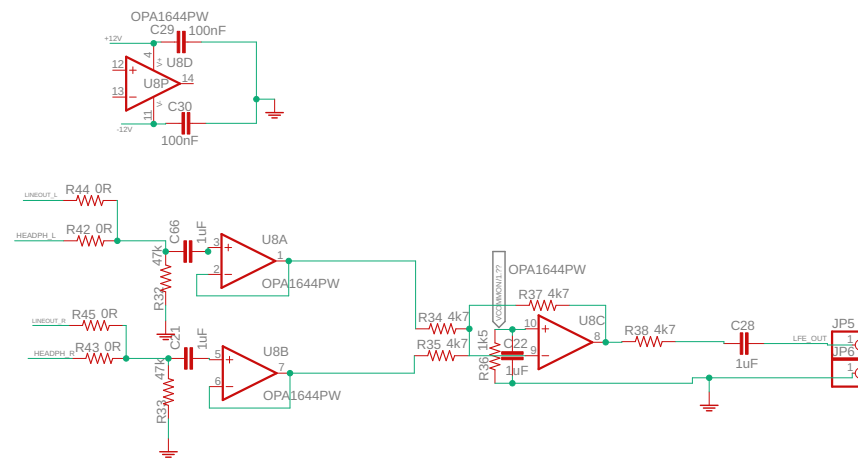 OPA1644PW
C29
100nF
+12V
4
V+
U8D
12
+
U8P
14
13
V-
11
C30
-12V
100nF
R44 0R
LINEOUT_L
R42 0R
HEADPH_L
47k
R32
C66
1uF
3
2
U8A
1
OPA1644PW
R45 0R
LINEOUT_R
R43 0R
HEADPH_R
47k
R33
C21
1uF
5
6
U8B
7
OPA1644PW
R34 4k7
R35 4k7
OPA1644PW
R37 4k7
R36 1k5
C22
1uF
10
9
U8C
8
R38 4k7
C28
1uF
LFE_OUT
JP5
1
JP6
1